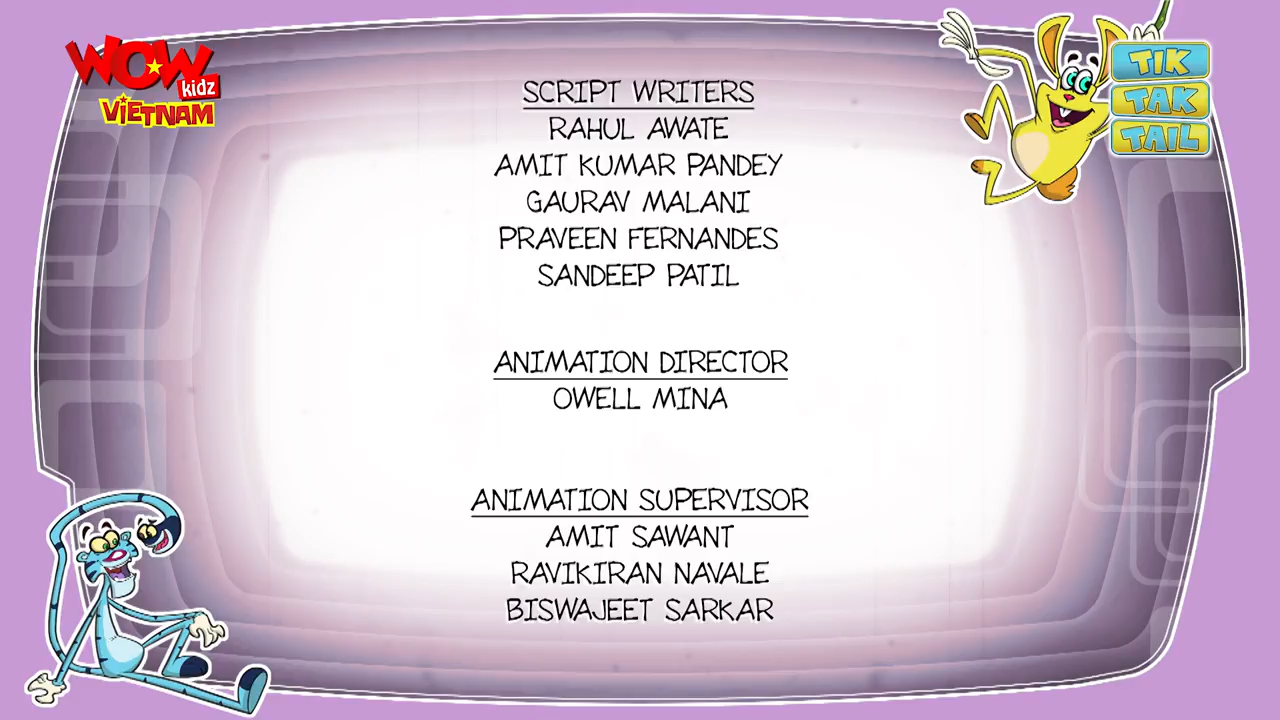 WOW
kidz
VIETNAM
TIK
TAK
TAIL
SCRIPT WRITERS
RAHUL AWATE
AMIT KUMAR PANDEY
GAURAV MALANI
PRAVEEN FERNANDES
SANDEEP PATIL
ANIMATION DIRECTOR
OWELL MINA
ANIMATION SUPERVISOR
AMIT SAWANT
RAVIKIRAN NAVALE
BISWAJEET SARKAR